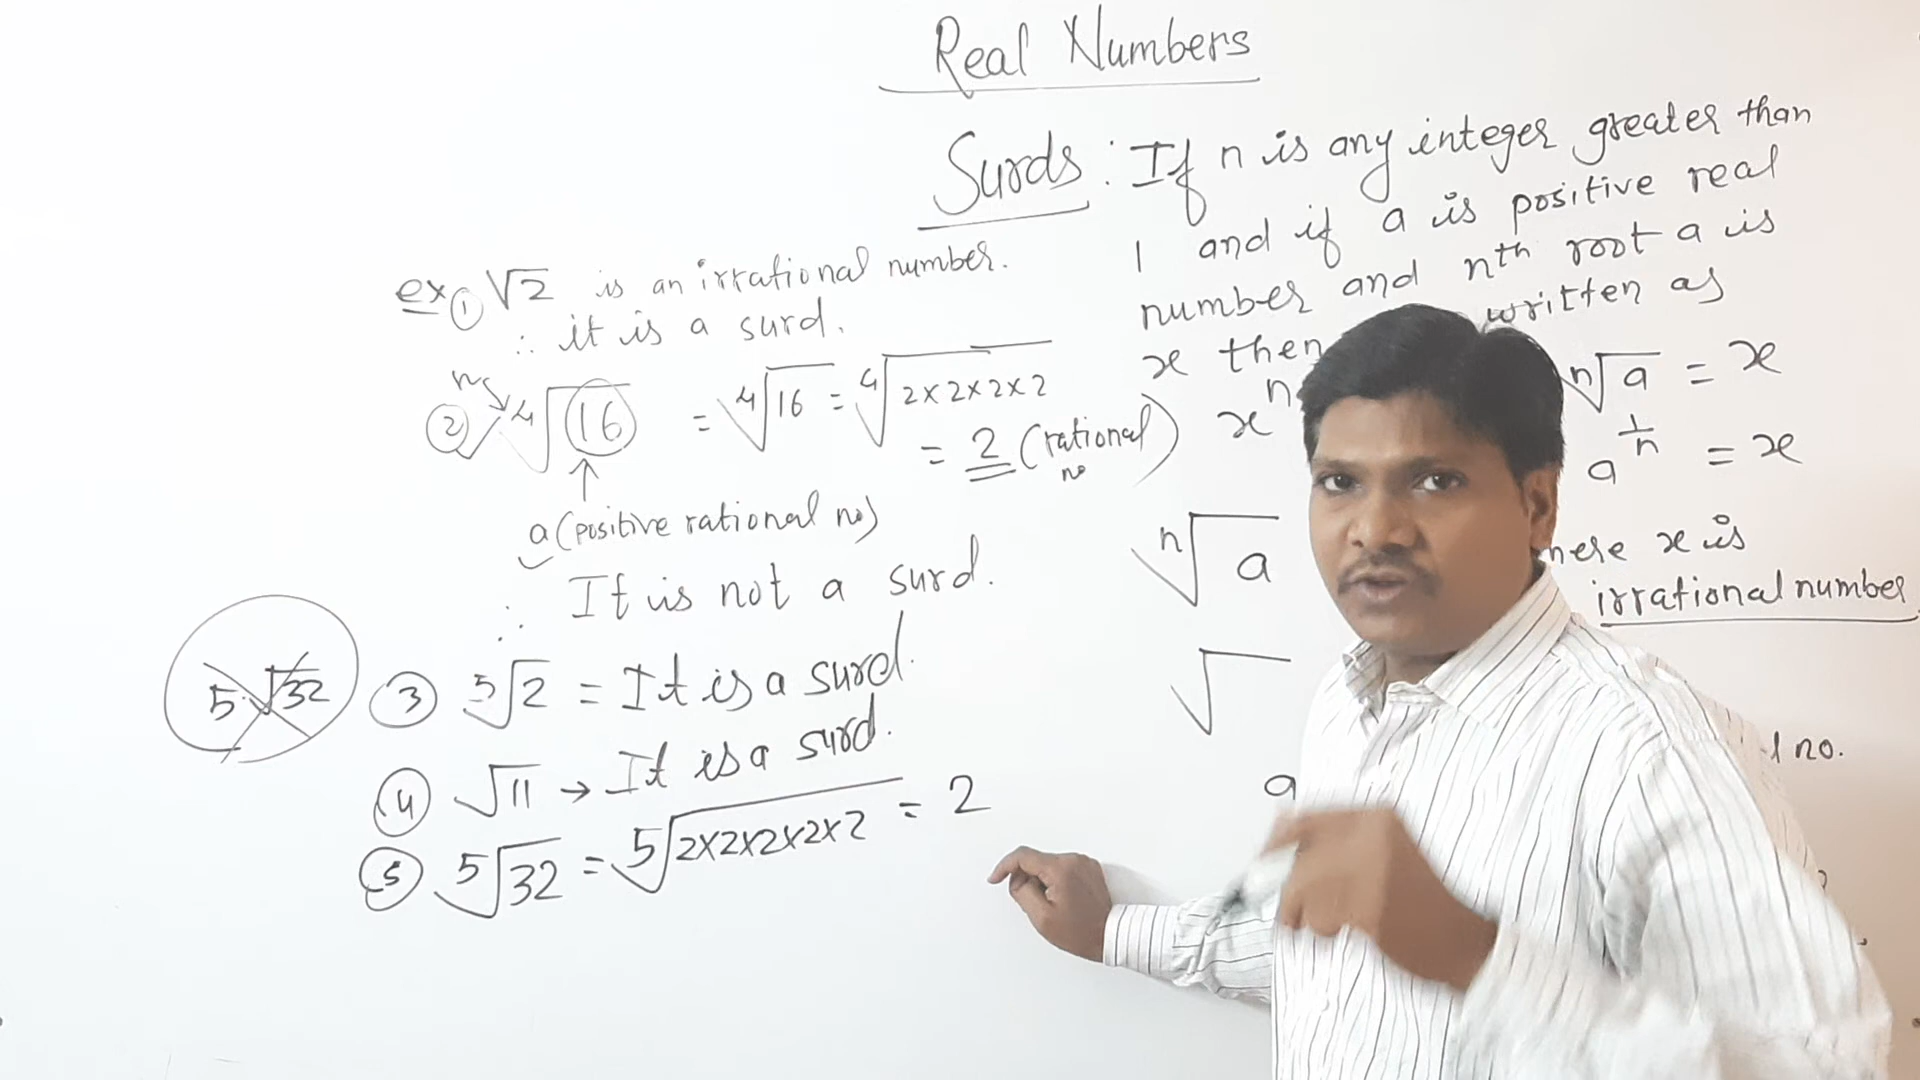 Real Numbers
Surds : If n is any integer greater than
1 and if a is positive real
number and nth root a is
x then written as
xⁿ ⁿ√a = x
a^(1/n) = x
x is
irrational number
ⁿ√a
√
no.
a
ex ① √2 is an irrational number.
∴ it is a surd.
n
② ⁴√16 = ⁴√16 = ⁴√2×2×2×2
= 2 (rational no)
a (positive rational no)
∴ It is not a surd.
5√32
③ ⁵√2 = It is a surd.
④ √11 → It is a surd.
⑤ ⁵√32 = ⁵√2×2×2×2×2 = 2